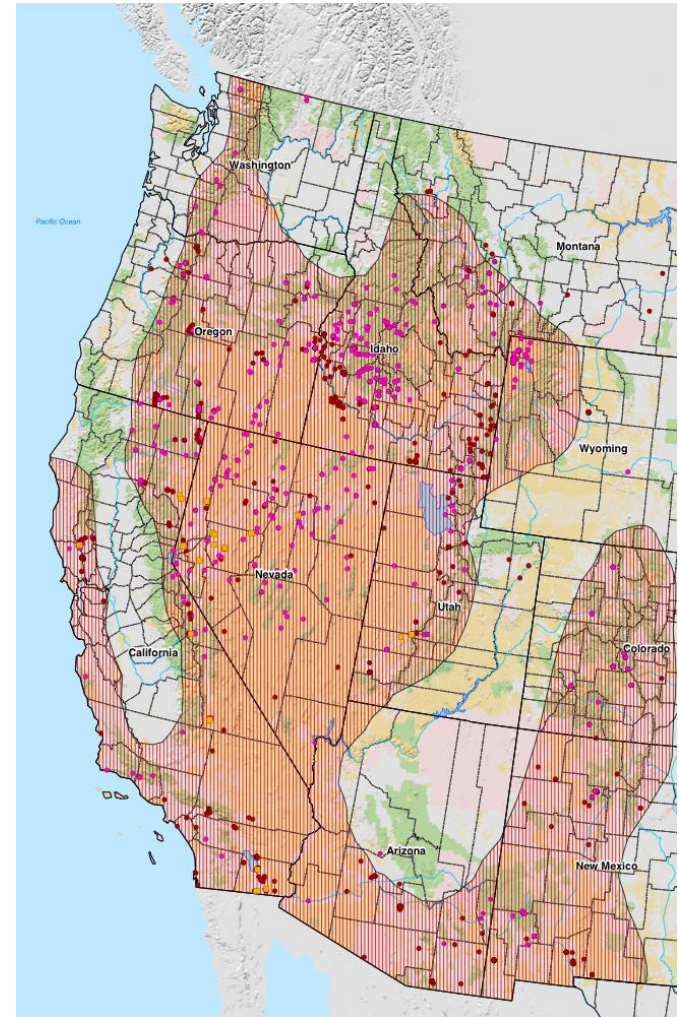 Washington
Pacific Ocean
Montana
Oregon
Idaho
Wyoming
Nevada
Utah
California
Colorado
Arizona
New Mexico